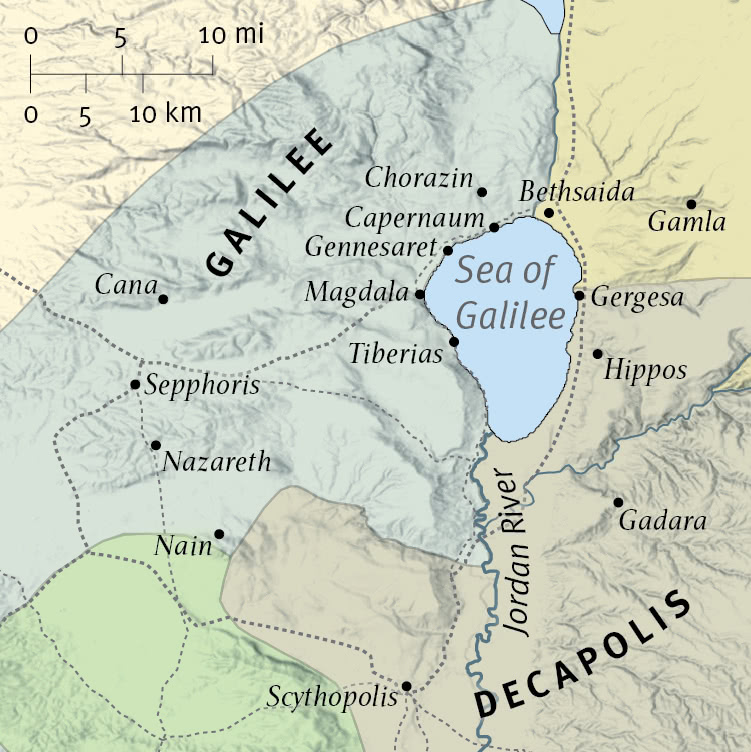 0 5 10 mi
0 5 10 km
GALILEE
Chorazin
Bethsaida
Capernaum
Gamla
Gennesaret
Sea of
Galilee
Cana
Magdala
Gergesa
Tiberias
Hippos
Sepphoris
Nazareth
Jordan River
Gadara
Nain
DECAPOLIS
Scythopolis